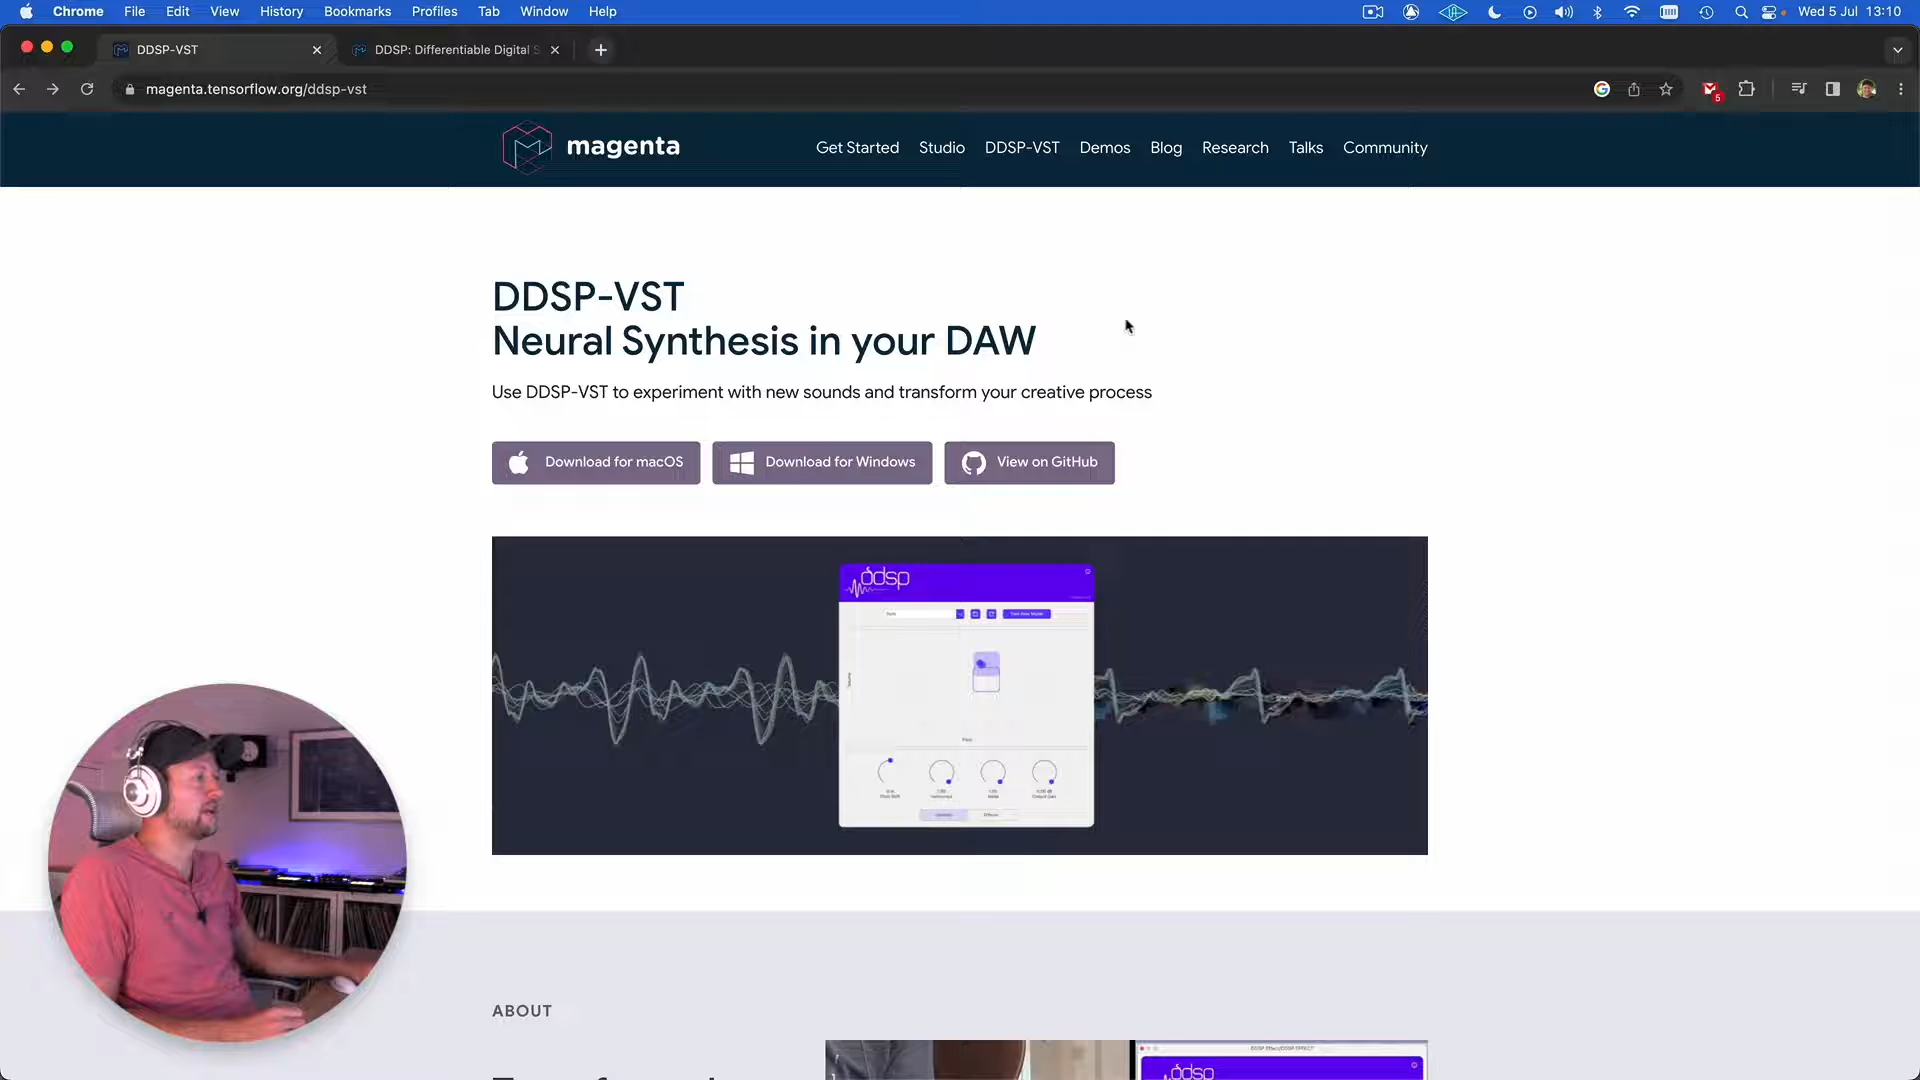 Chrome File Edit View History Bookmarks Profiles Tab Window Help
Wed 5 Jul 13:10
DDSP-VST
DDSP: Differentiable Digital S
magenta.tensorflow.org/ddsp-vst
5
magenta
Get Started Studio DDSP-VST Demos Blog Research Talks Community
DDSP-VST
Neural Synthesis in your DAW
Use DDSP-VST to experiment with new sounds and transform your creative process
Download for macOS
Download for Windows
View on GitHub
ddsp
ABOUT
ddsp